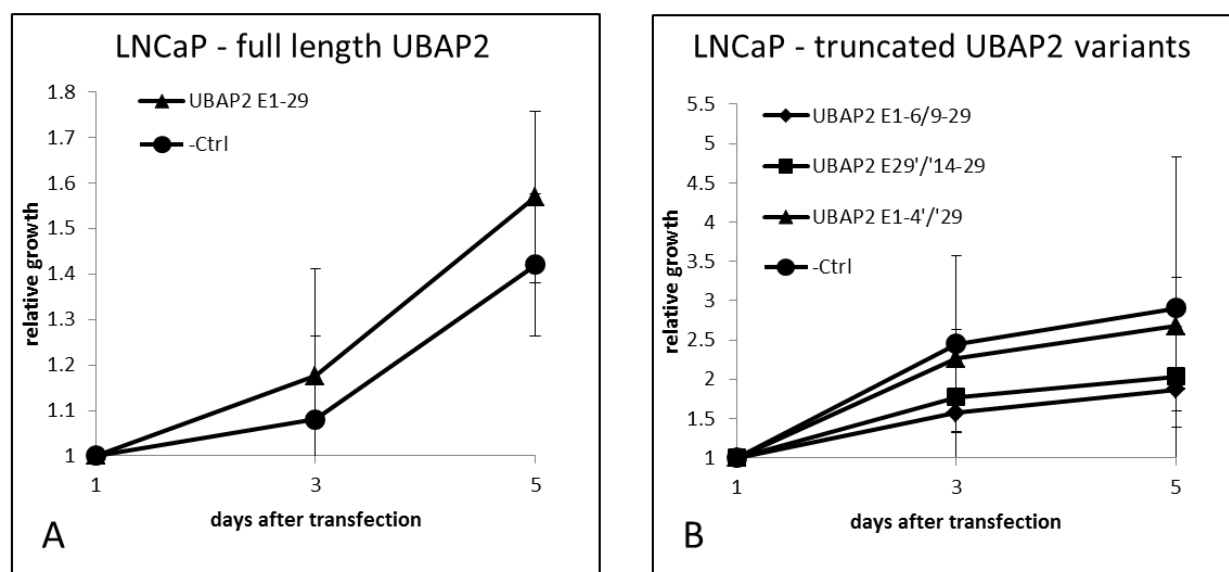 LNCaP - full length UBAP2
1.8
1.7
1.6
1.5
1.4
1.3
1.2
1.1
1
relative growth
UBAP2 E1-29
-Ctrl
1
3
5
days after transfection
A
LNCaP - truncated UBAP2 variants
5.5
5
4.5
4
3.5
3
2.5
2
1.5
1
relative growth
UBAP2 E1-6/9-29
UBAP2 E29'/'14-29
UBAP2 E1-4'/'29
-Ctrl
1
3
5
days after transfection
B